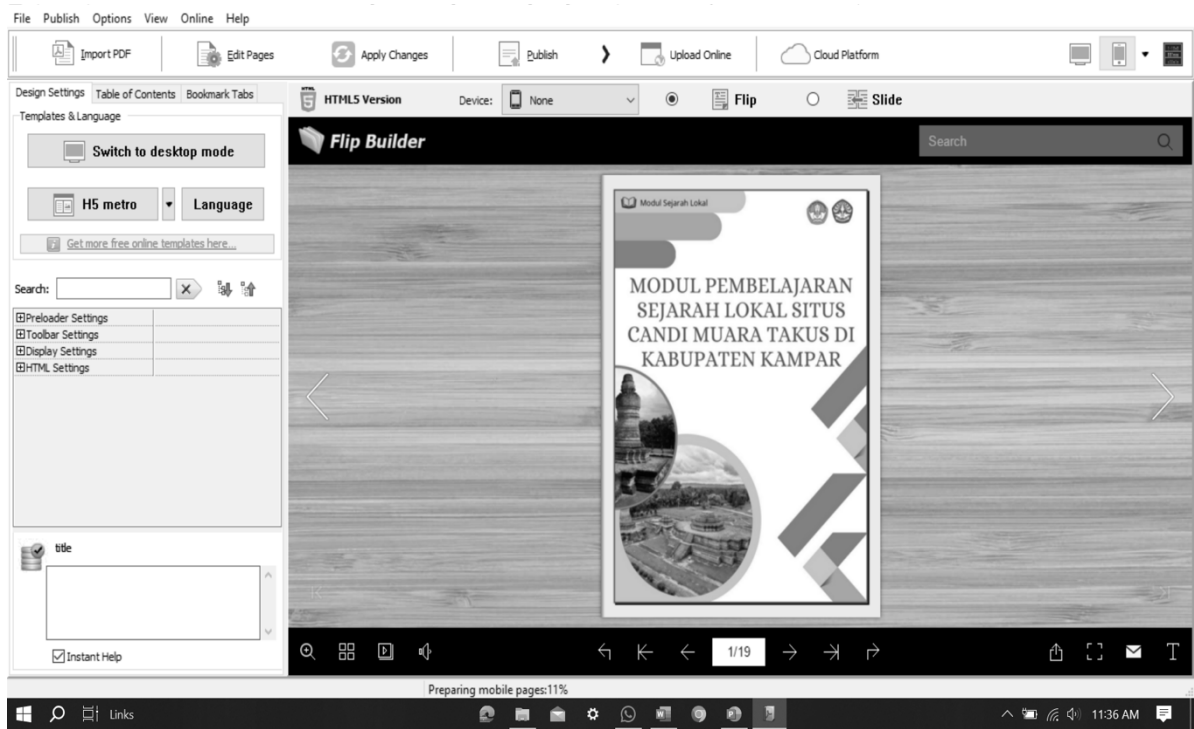 File Publish Options View Online Help
Import PDF Edit Pages Apply Changes Publish Upload Online Cloud Platform
Design Settings Table of Contents Bookmark Tabs
HTML5 Version Device: None Flip Slide
Templates & Language
Switch to desktop mode
H5 metro Language
Get more free online templates here...
Search:
Preloader Settings
Toolbar Settings
Display Settings
HTML Settings
title
Instant Help
Flip Builder Search
Modul Sejarah Lokal
MODUL PEMBELAJARAN
SEJARAH LOKAL SITUS
CANDI MUARA TAKUS DI
KABUPATEN KAMPAR
1/19
Preparing mobile pages:11%
Links 11:36 AM